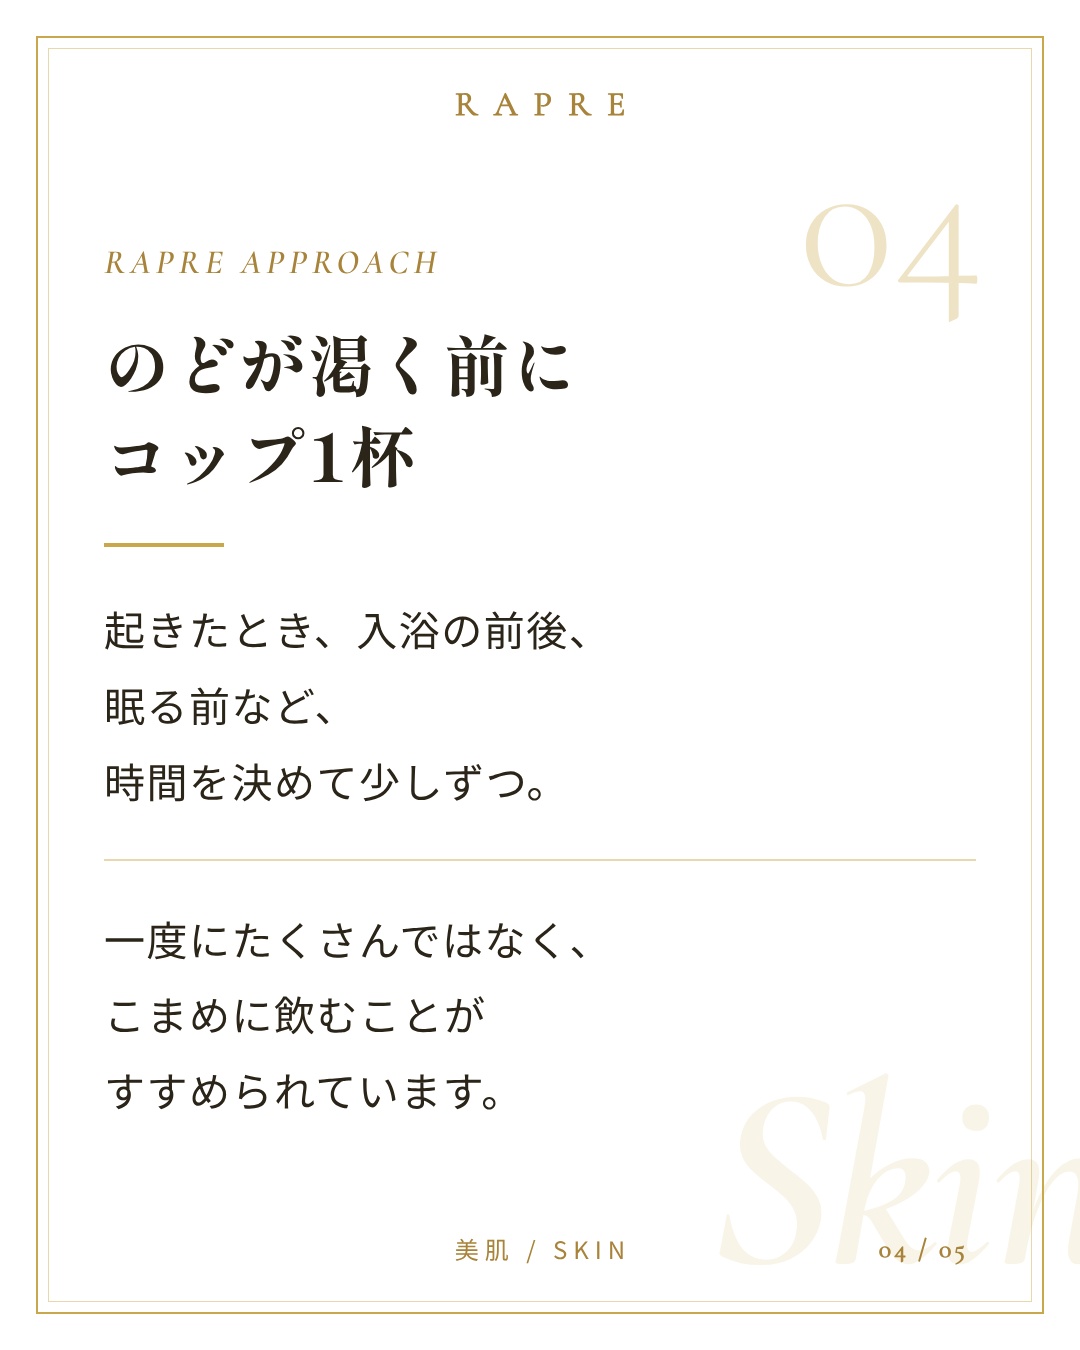 RAPRE
04
RAPRE APPROACH
のどが渇く前に
コップ1杯
起きたとき、入浴の前後、
眠る前など、
時間を決めて少しずつ。
一度にたくさんではなく、
こまめに飲むことが
すすめられています。
Skin
美肌 / SKIN
04 / 05